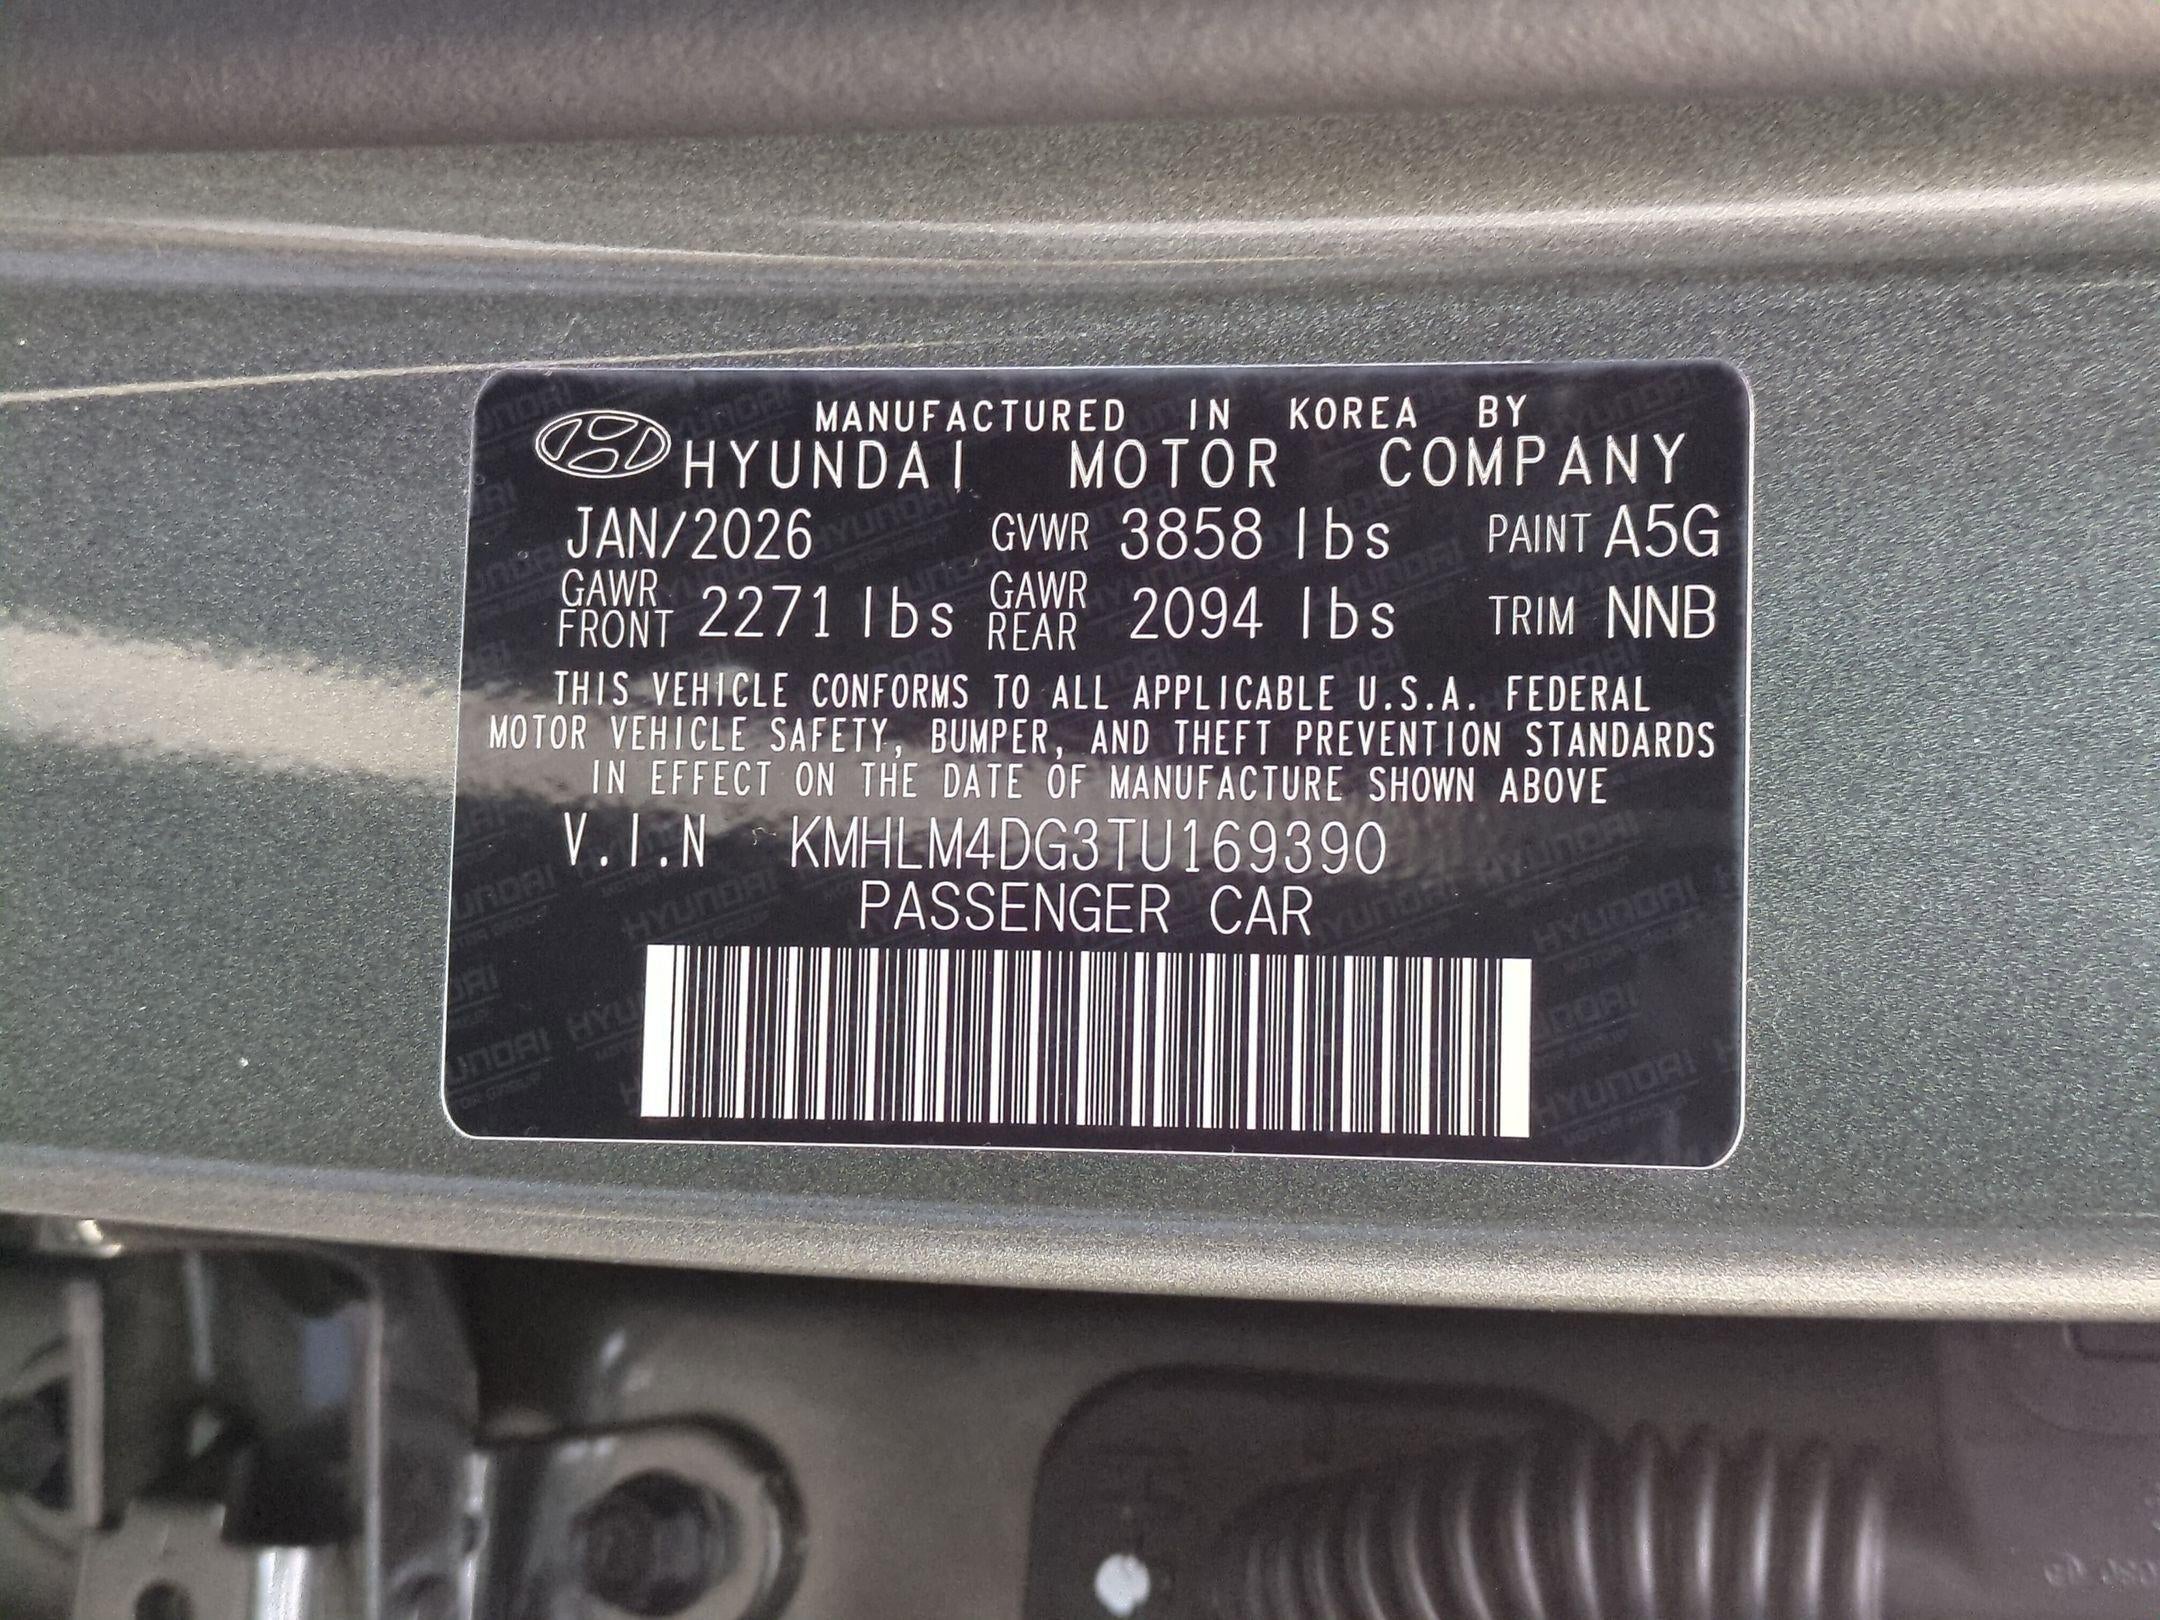 MANUFACTURED IN KOREA BY
HYUNDAI MOTOR COMPANY
JAN/2026 GVWR 3858 lbs PAINT A5G
GAWR FRONT 2271 lbs GAWR REAR 2094 lbs TRIM NNB
THIS VEHICLE CONFORMS TO ALL APPLICABLE U.S.A. FEDERAL
MOTOR VEHICLE SAFETY, BUMPER, AND THEFT PREVENTION STANDARDS
IN EFFECT ON THE DATE OF MANUFACTURE SHOWN ABOVE
V.I.N KMHLM4DG3TU169390
PASSENGER CAR